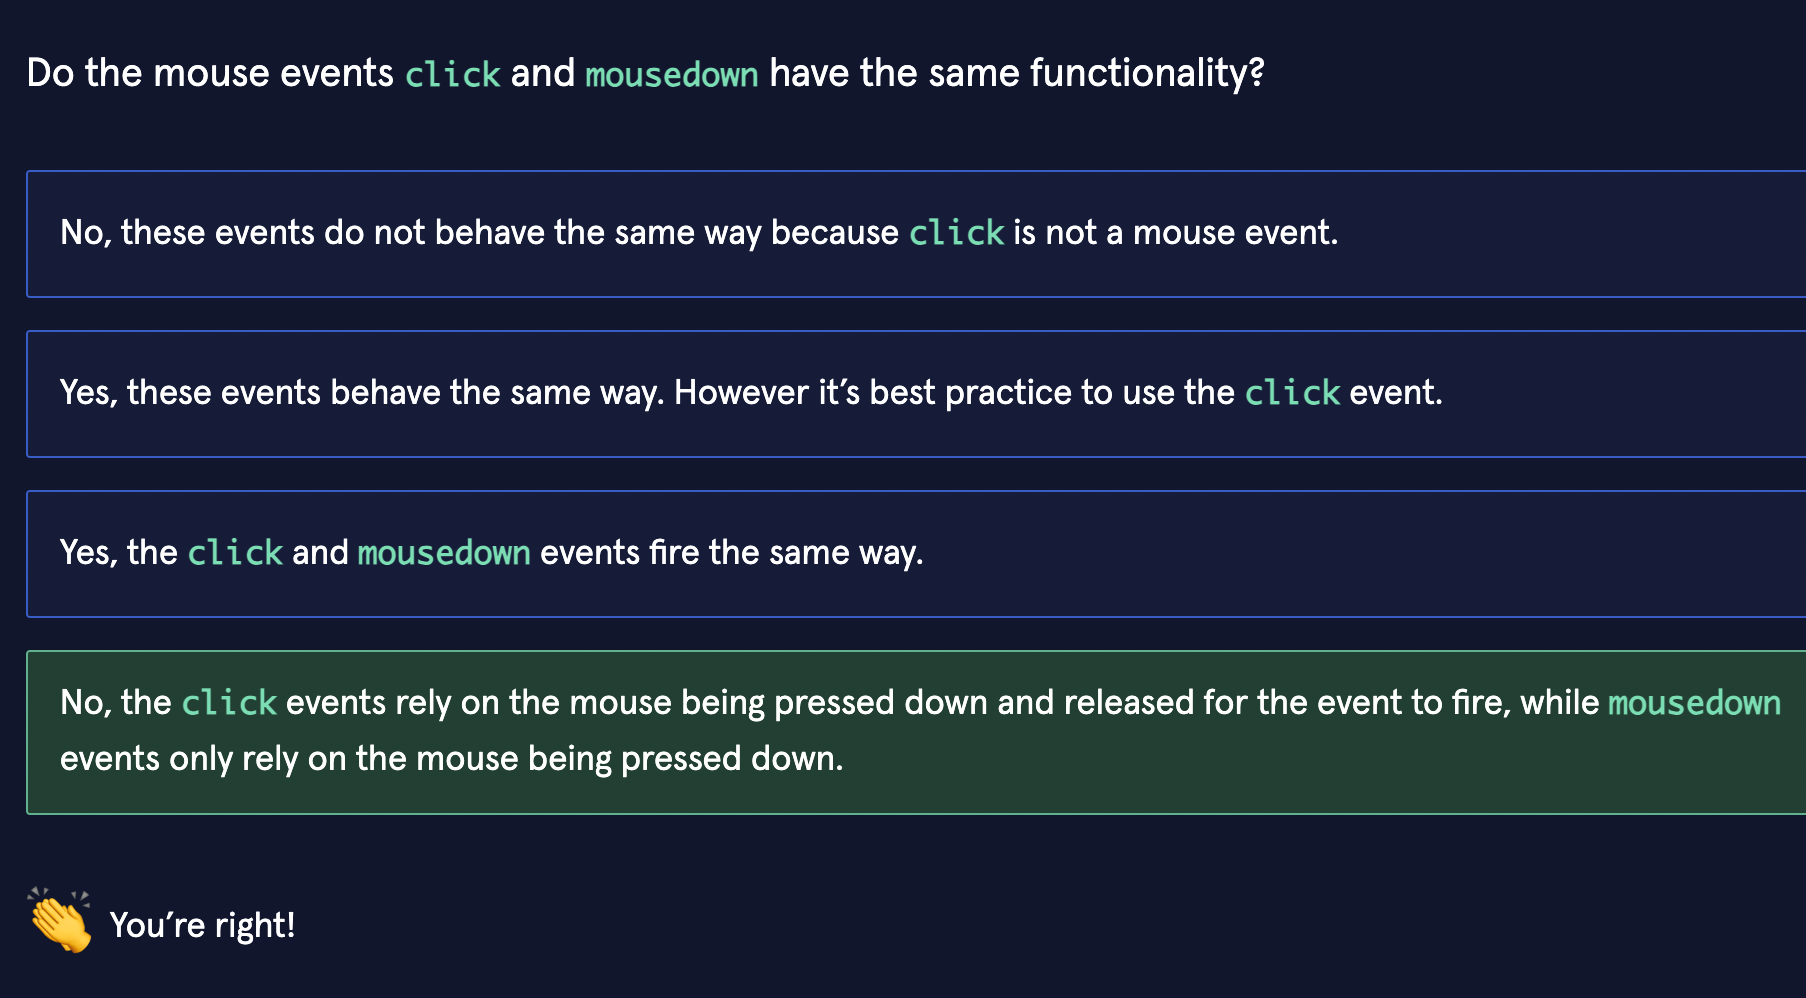 Do the mouse events click and mousedown have the same functionality?
No, these events do not behave the same way because click is not a mouse event.
Yes, these events behave the same way. However it’s best practice to use the click event.
Yes, the click and mousedown events fire the same way.
No, the click events rely on the mouse being pressed down and released for the event to fire, while mousedown
events only rely on the mouse being pressed down.
You’re right!